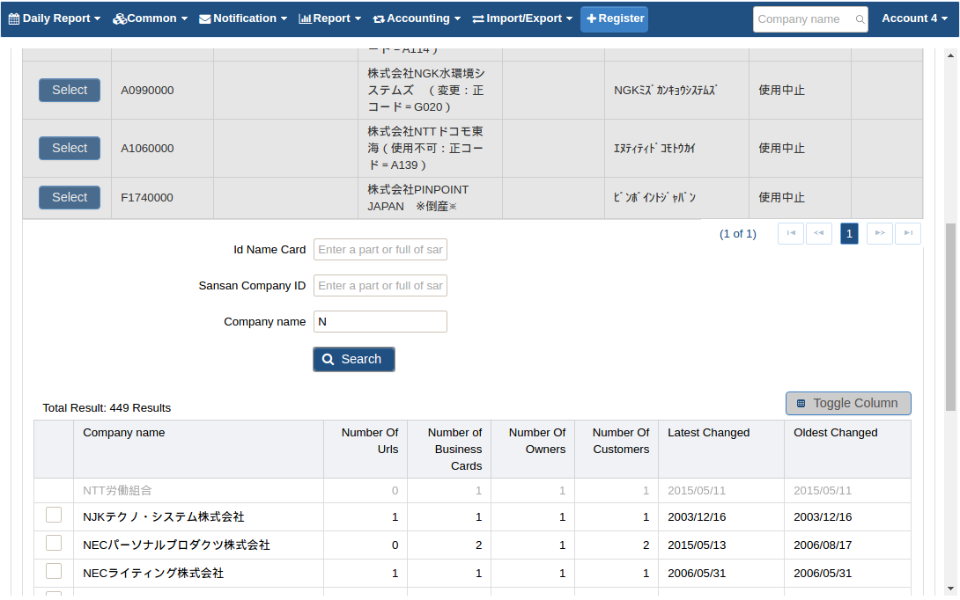 Daily Report Common Notification Report Accounting Import/Export Register Company name Account 4
Select A0990000 株式会社NGK水環境シ
ステムズ （変更：正
コード＝G020） NGKﾐｽﾞｶﾝｷｮｳｼｽﾃﾑｽﾞ 使用中止
Select A1060000 株式会社NTTドコモ東
海（使用不可：正コー
ド＝A139） ｴﾇﾃｨﾃｨﾄﾞｺﾓﾄｳｶｲ 使用中止
Select F1740000 株式会社PINPOINT
JAPAN ※倒産※ ﾋﾟﾝﾎﾟｲﾝﾄｼﾞｬﾊﾟﾝ 使用中止
(1 of 1) 1
Id Name Card Enter a part or full of sar
Sansan Company ID Enter a part or full of sar
Company name N
Search
Total Result: 449 Results Toggle Column
Company name Number Of
Urls Number of
Business
Cards Number Of
Owners Number Of
Customers Latest Changed Oldest Changed
NTT労働組合 0 1 1 1 2015/05/11 2015/05/11
NJKテクノ・システム株式会社 1 1 1 1 2003/12/16 2003/12/16
NECパーソナルプロダクツ株式会社 0 2 1 2 2015/05/13 2006/08/17
NECライティング株式会社 1 1 1 1 2006/05/31 2006/05/31